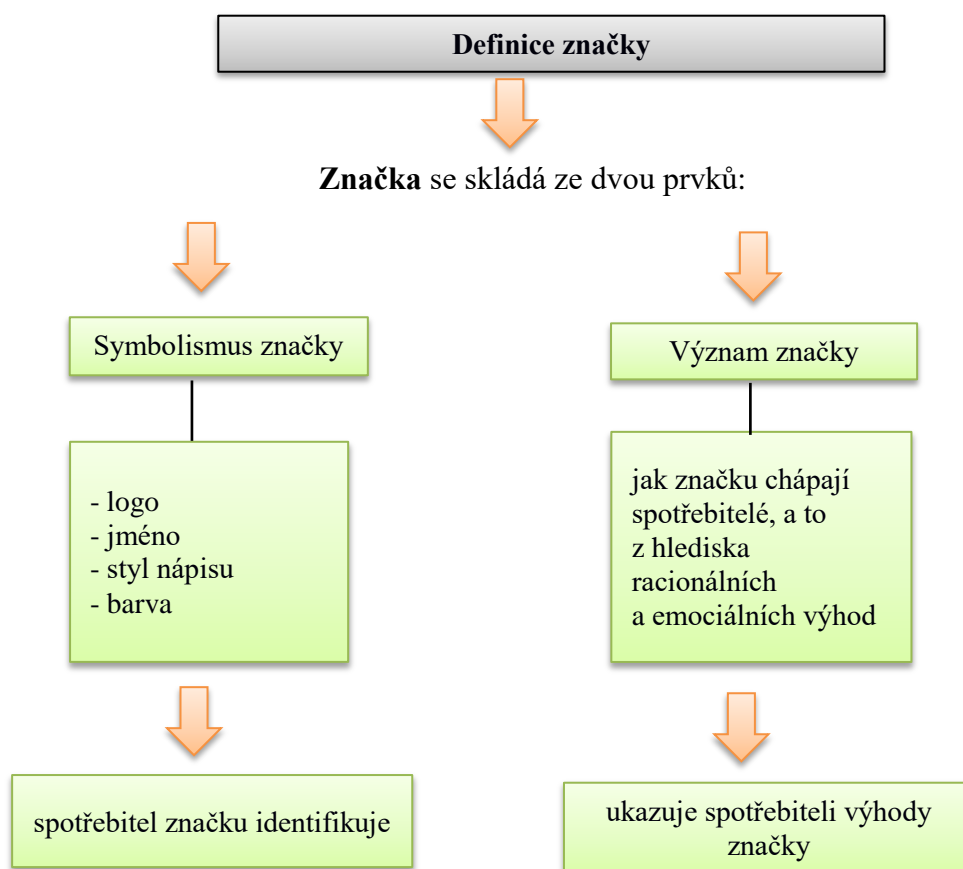 Definice značky
Značka se skládá ze dvou prvků:
Symbolismus značky
- logo
- jméno
- styl nápisu
- barva
spotřebitel značku identifikuje
Význam značky
jak značku chápají
spotřebitelé, a to
z hlediska
racionálních
a emociálních výhod
ukazuje spotřebiteli výhody
značky